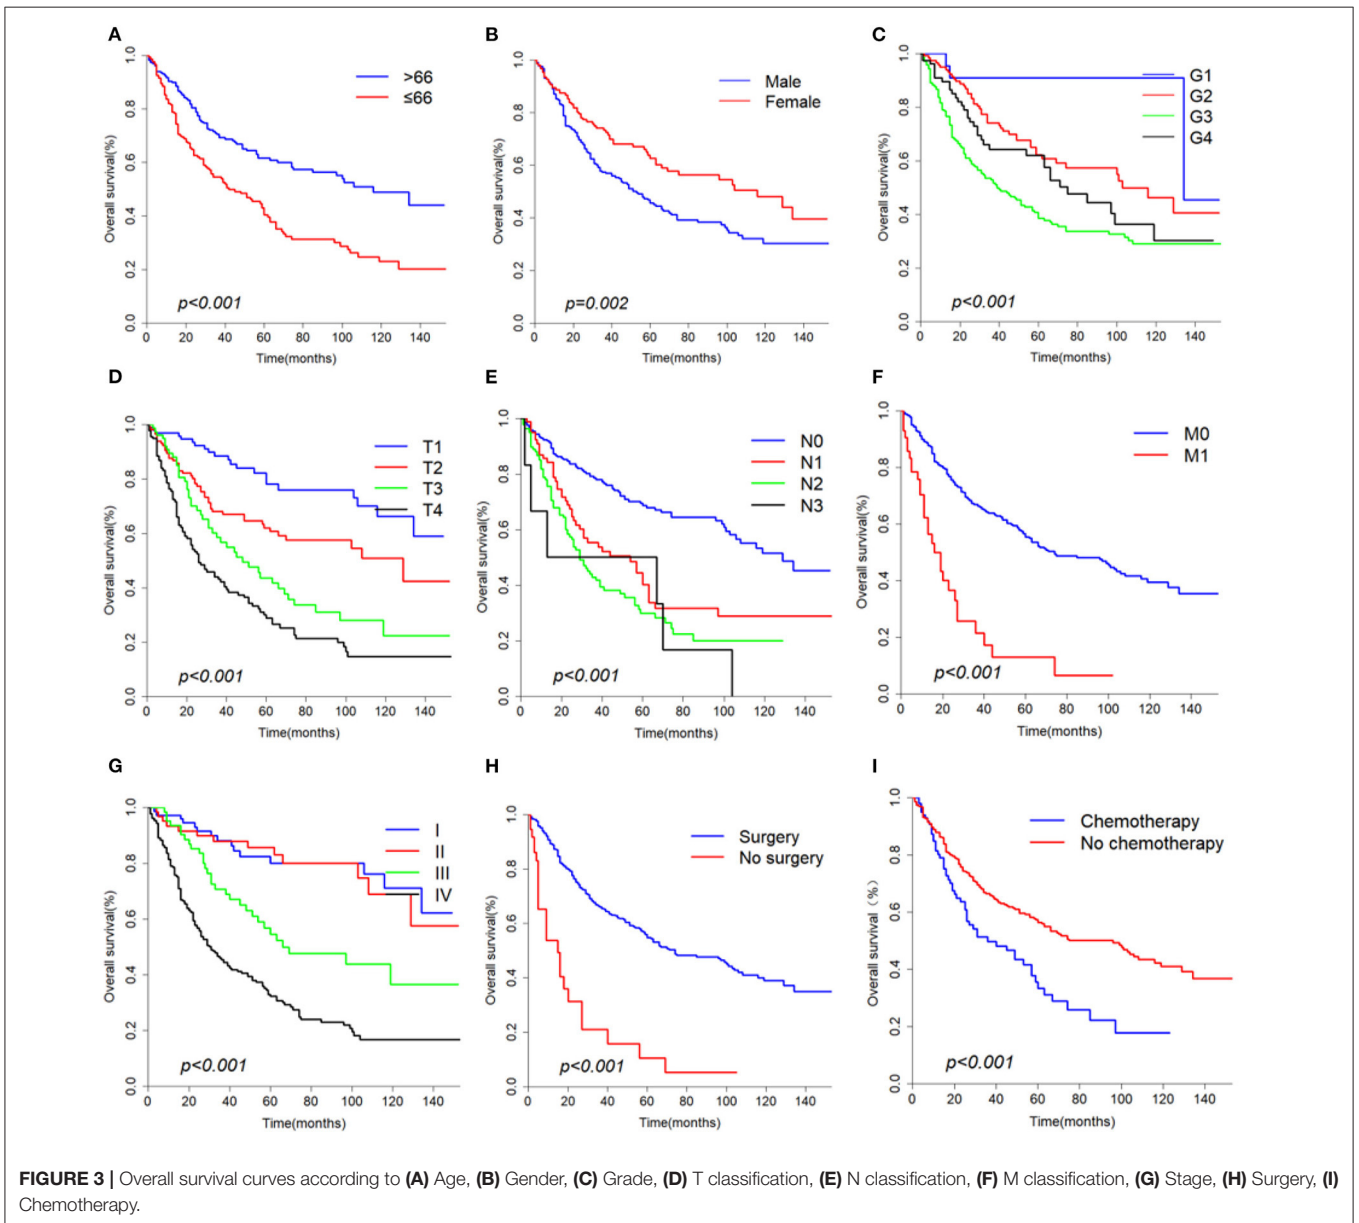 A
1.0
0.8
0.6
0.4
0.2
0.0
Overall survival(%)
>66
≤66
p<0.001
0 20 40 60 80 100 120 140
Time(months)
B
1.0
0.8
0.6
0.4
0.2
0.0
Overall survival(%)
Male
Female
p=0.002
0 20 40 60 80 100 120 140
Time(months)
C
1.0
0.8
0.6
0.4
0.2
0.0
Overall survival(%)
G1
G2
G3
G4
p<0.001
0 20 40 60 80 100 120 140
Time(months)
D
1.0
0.8
0.6
0.4
0.2
0.0
Overall survival(%)
T1
T2
T3
T4
p<0.001
0 20 40 60 80 100 120 140
Time(months)
E
1.0
0.8
0.6
0.4
0.2
0.0
Overall survival(%)
N0
N1
N2
N3
p<0.001
0 20 40 60 80 100 120 140
Time(months)
F
1.0
0.8
0.6
0.4
0.2
0.0
Overall survival(%)
M0
M1
p<0.001
0 20 40 60 80 100 120 140
Time(months)
G
1.0
0.8
0.6
0.4
0.2
0.0
Overall survival(%)
I
II
III
IV
p<0.001
0 20 40 60 80 100 120 140
Time(months)
H
1.0
0.8
0.6
0.4
0.2
0.0
Overall survival(%)
Surgery
No surgery
p<0.001
0 20 40 60 80 100 120 140
Time(months)
I
1.0
0.8
0.6
0.4
0.2
0.0
Overall survival（%）
Chemotherapy
No chemotherapy
p<0.001
0 20 40 60 80 100 120 140
Time(months)
FIGURE 3 | Overall survival curves according to (A) Age, (B) Gender, (C) Grade, (D) T classification, (E) N classification, (F) M classification, (G) Stage, (H) Surgery, (I)
Chemotherapy.